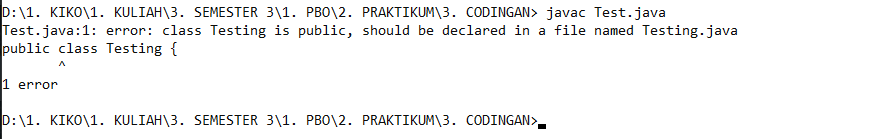 D:\1. KIKO\1. KULIAH\3. SEMESTER 3\1. PBO\2. PRAKTIKUM\3. CODINGAN> javac Test.java
Test.java:1: error: class Testing is public, should be declared in a file named Testing.java
public class Testing {
       ^
1 error
D:\1. KIKO\1. KULIAH\3. SEMESTER 3\1. PBO\2. PRAKTIKUM\3. CODINGAN>